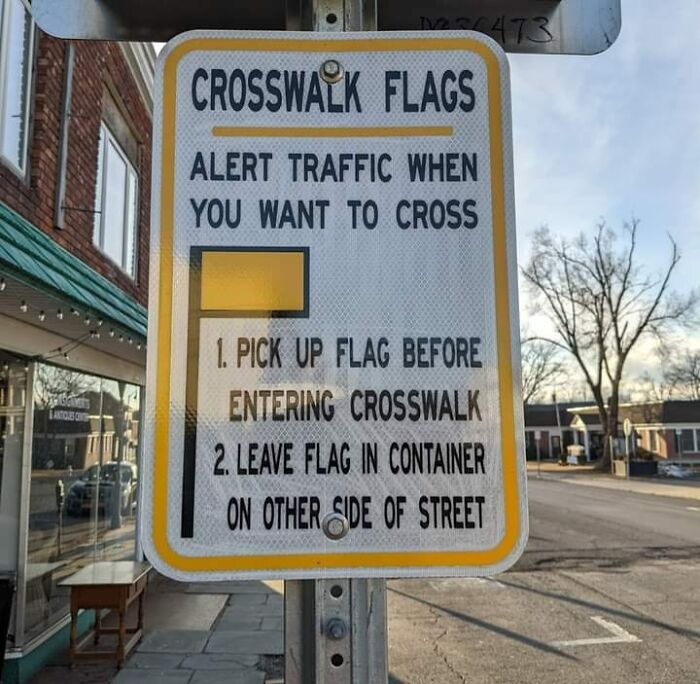 CROSSWALK FLAGS
ALERT TRAFFIC WHEN
YOU WANT TO CROSS
1. PICK UP FLAG BEFORE
ENTERING CROSSWALK
2. LEAVE FLAG IN CONTAINER
ON OTHER SIDE OF STREET